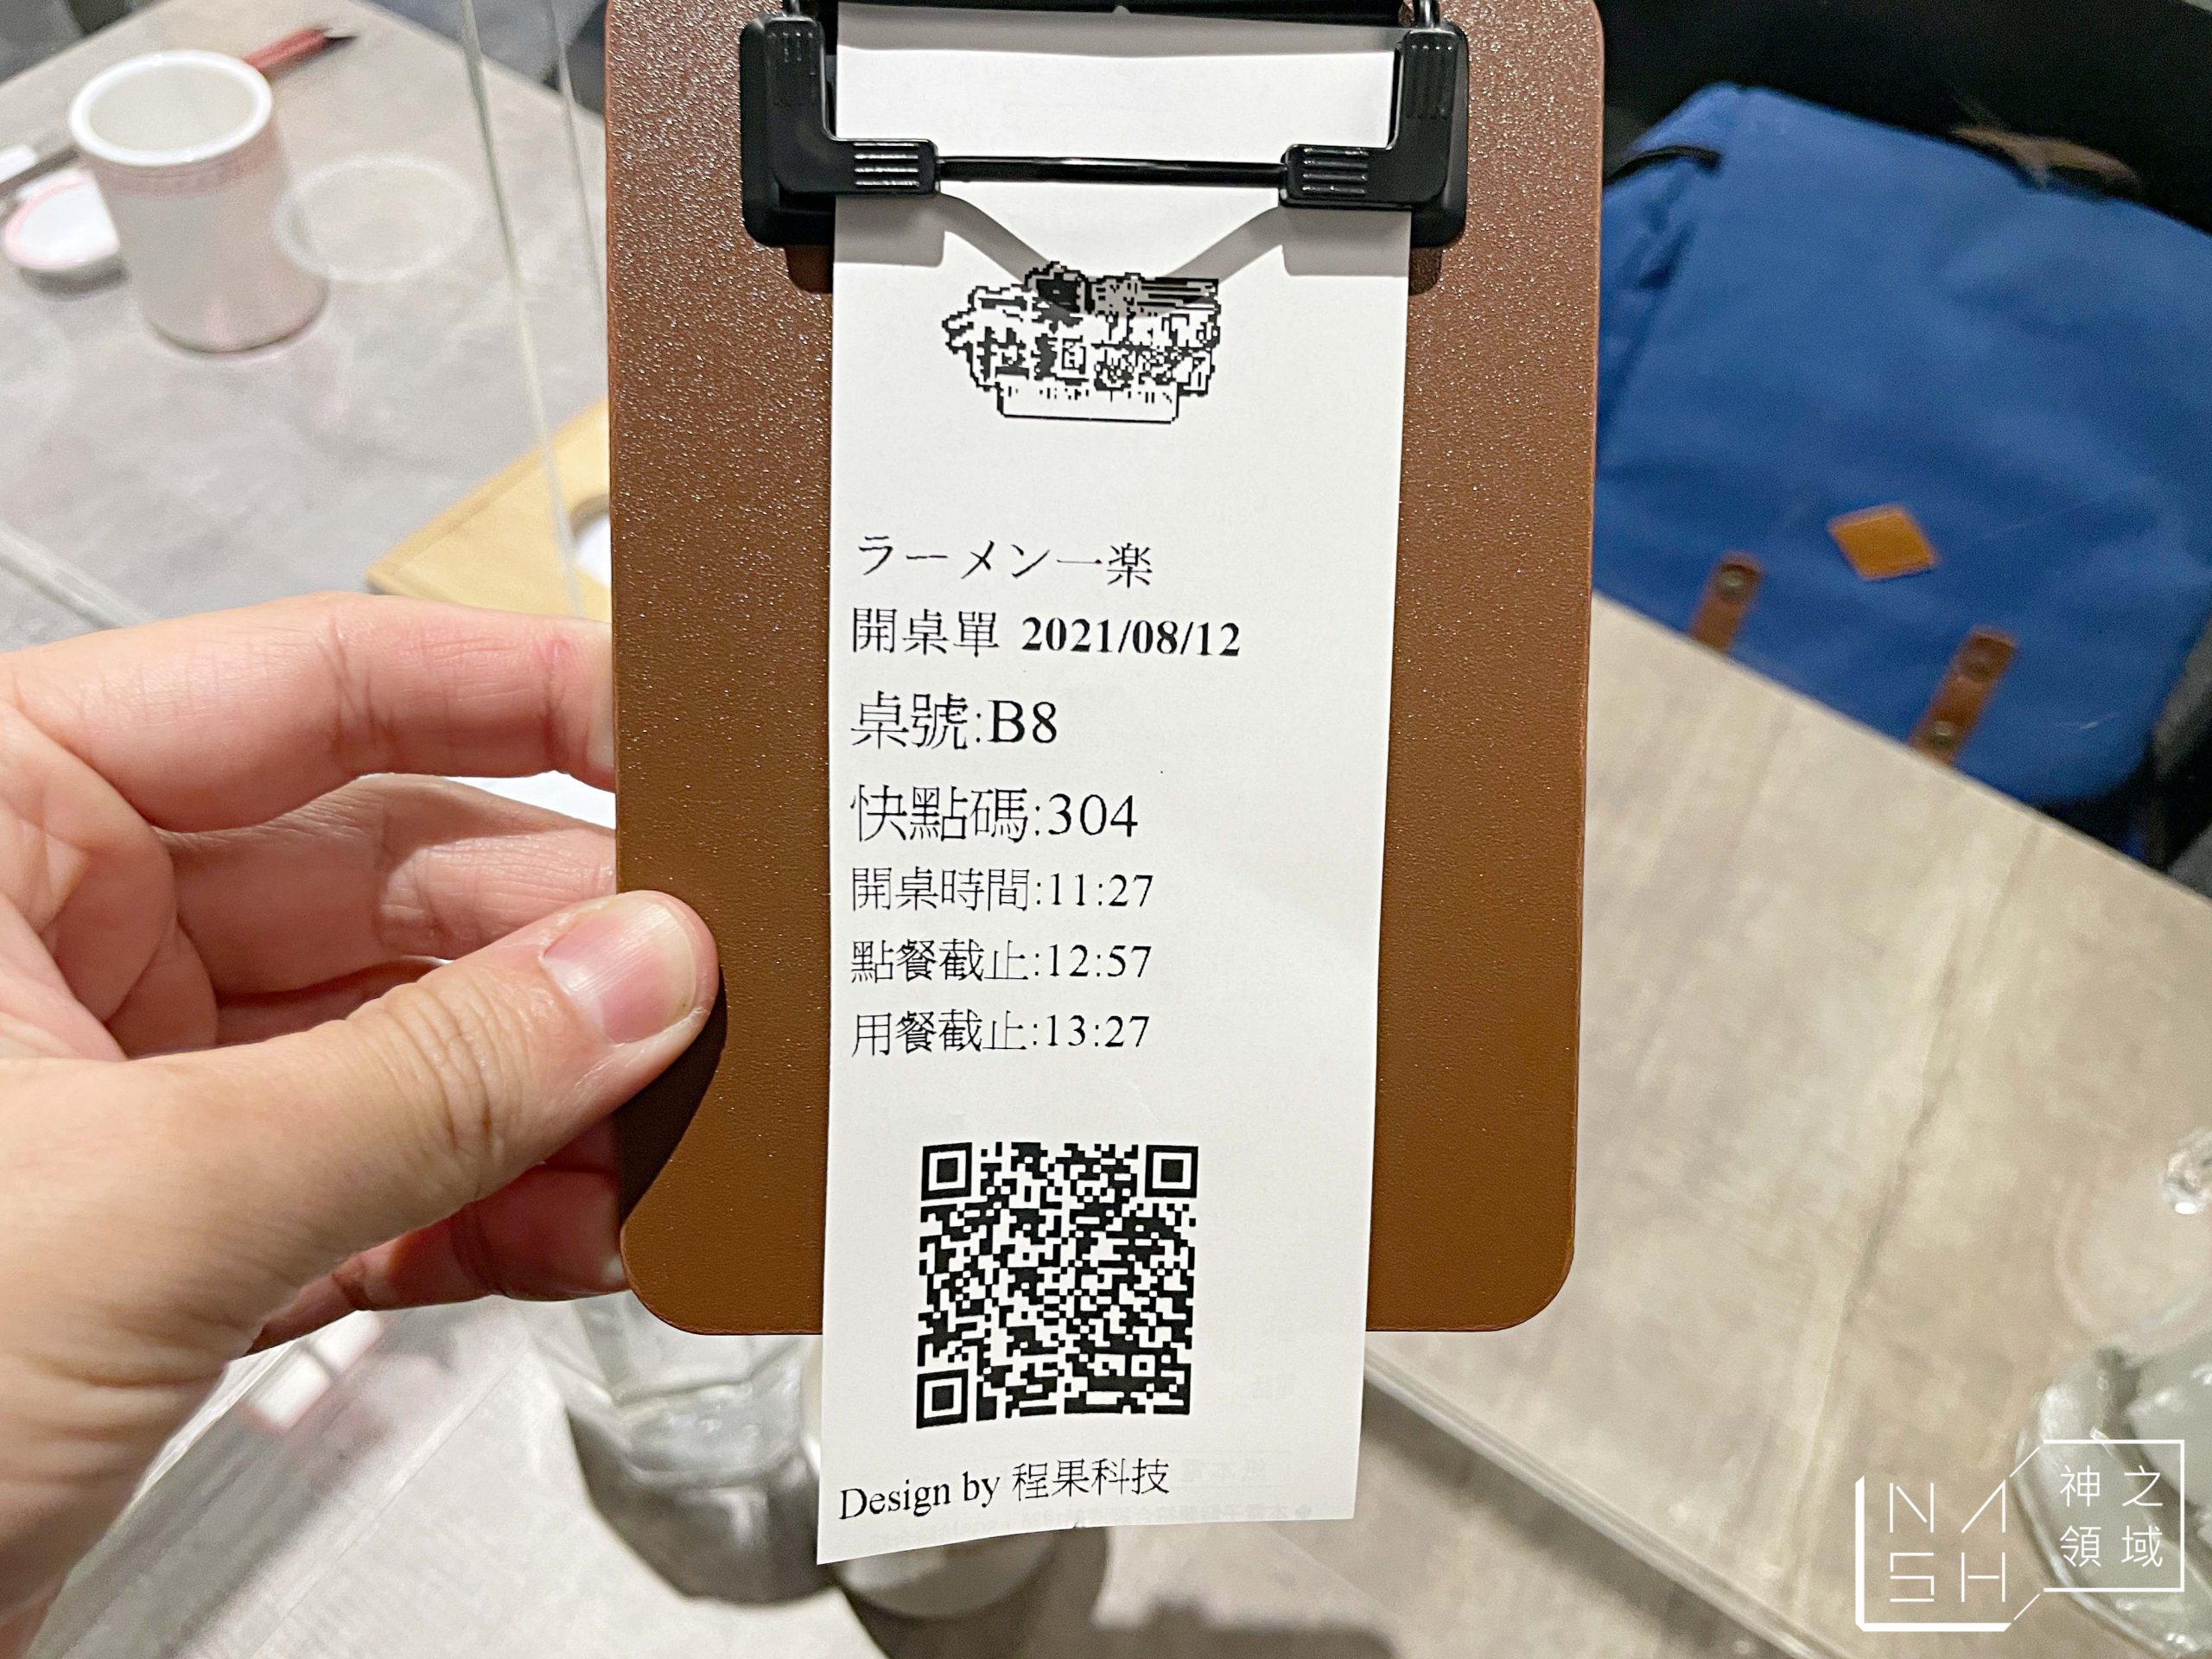 拉麺
ラーメン一楽
開桌單 2021/08/12
桌號:B8
快點碼:304
開桌時間:11:27
點餐截止:12:57
用餐截止:13:27
Design by 程果科技
NASH
神之
領域